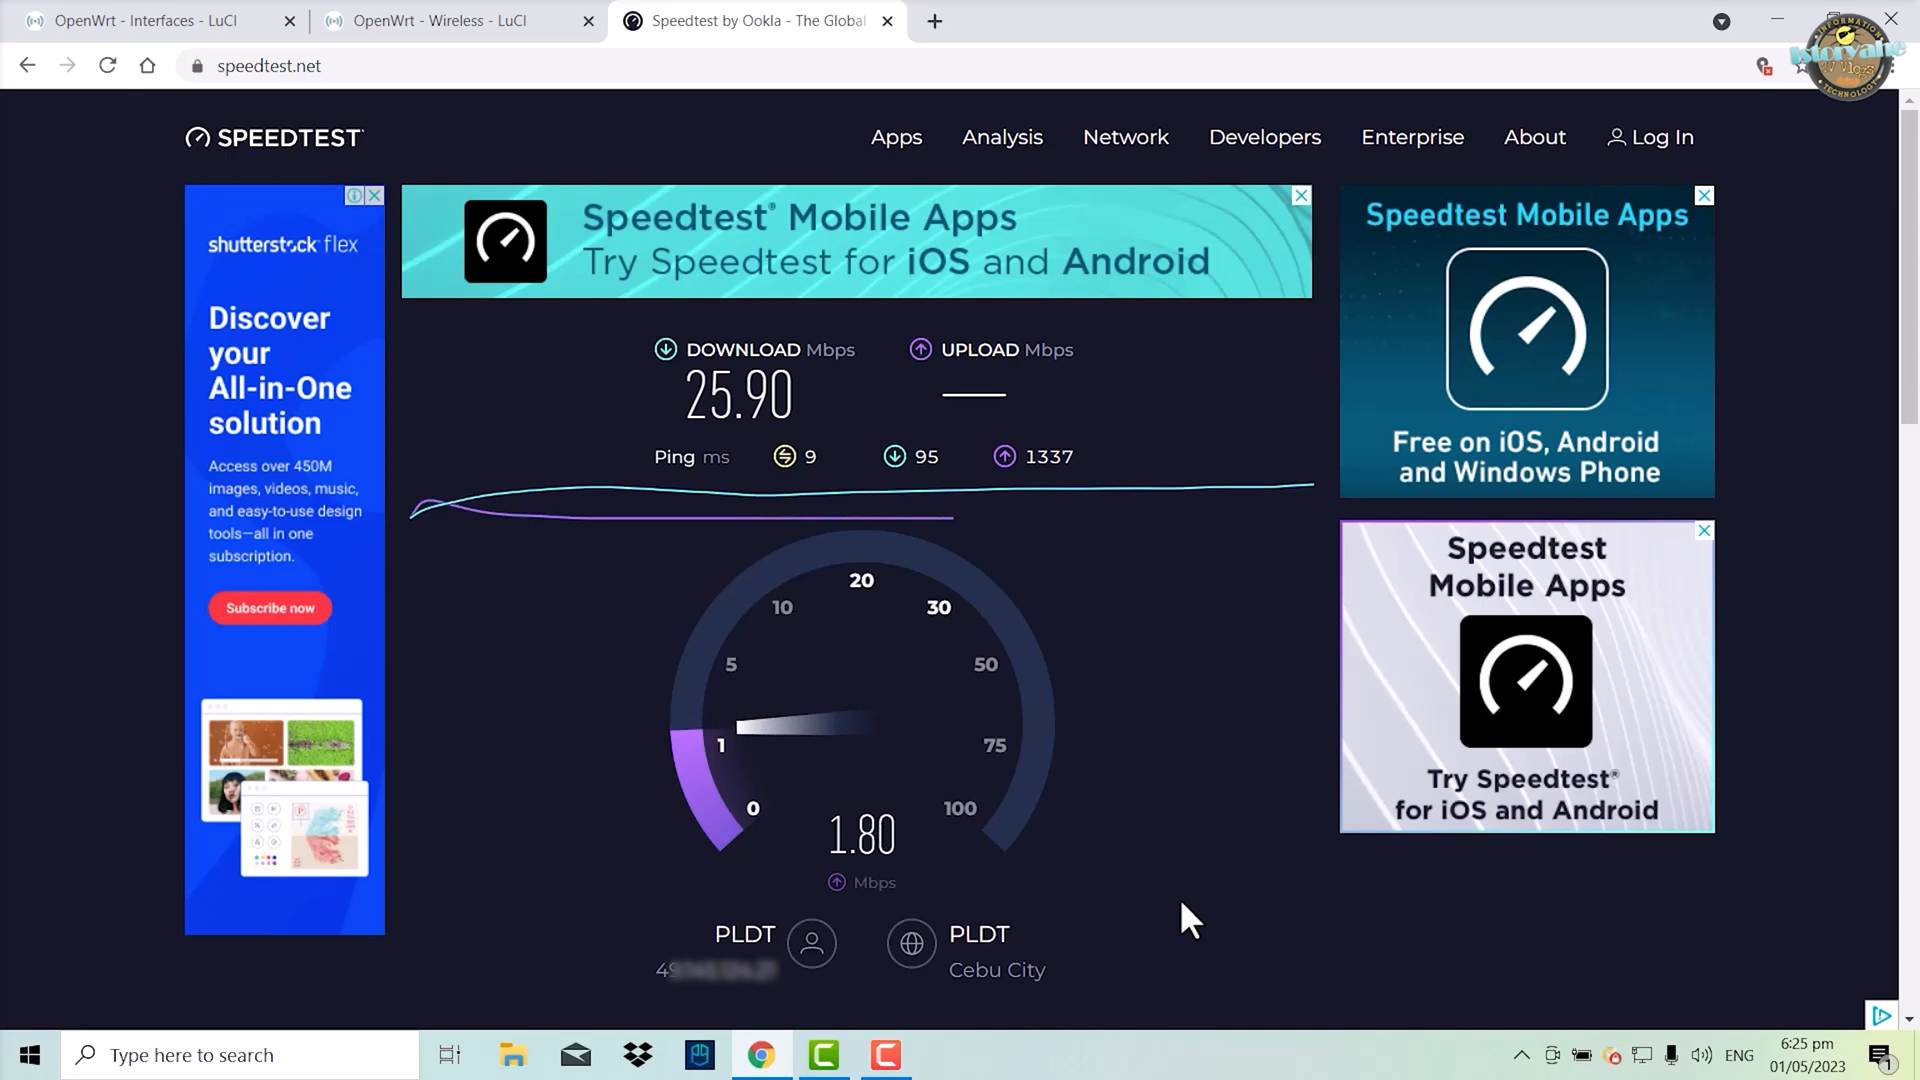 OpenWrt - Interfaces - LuCI
OpenWrt - Wireless - LuCI
Speedtest by Ookla - The Global
speedtest.net
INFORMATION
Istoryahe
TV Vlogs
TECHNOLOGY
SPEEDTEST
Apps
Analysis
Network
Developers
Enterprise
About
Log In
shutterstock flex
Discover
your
All-in-One
solution
Access over 450M
images, videos, music,
and easy-to-use design
tools—all in one
subscription.
Subscribe now
Speedtest® Mobile Apps
Try Speedtest for iOS and Android
DOWNLOAD Mbps
25.90
UPLOAD Mbps
Ping ms
9
95
1337
0
1
5
10
20
30
50
75
100
1.80
Mbps
PLDT
PLDT
Cebu City
Speedtest Mobile Apps
Free on iOS, Android
and Windows Phone
Speedtest
Mobile Apps
Try Speedtest®
for iOS and Android
Type here to search
ENG
6:25 pm
01/05/2023
1